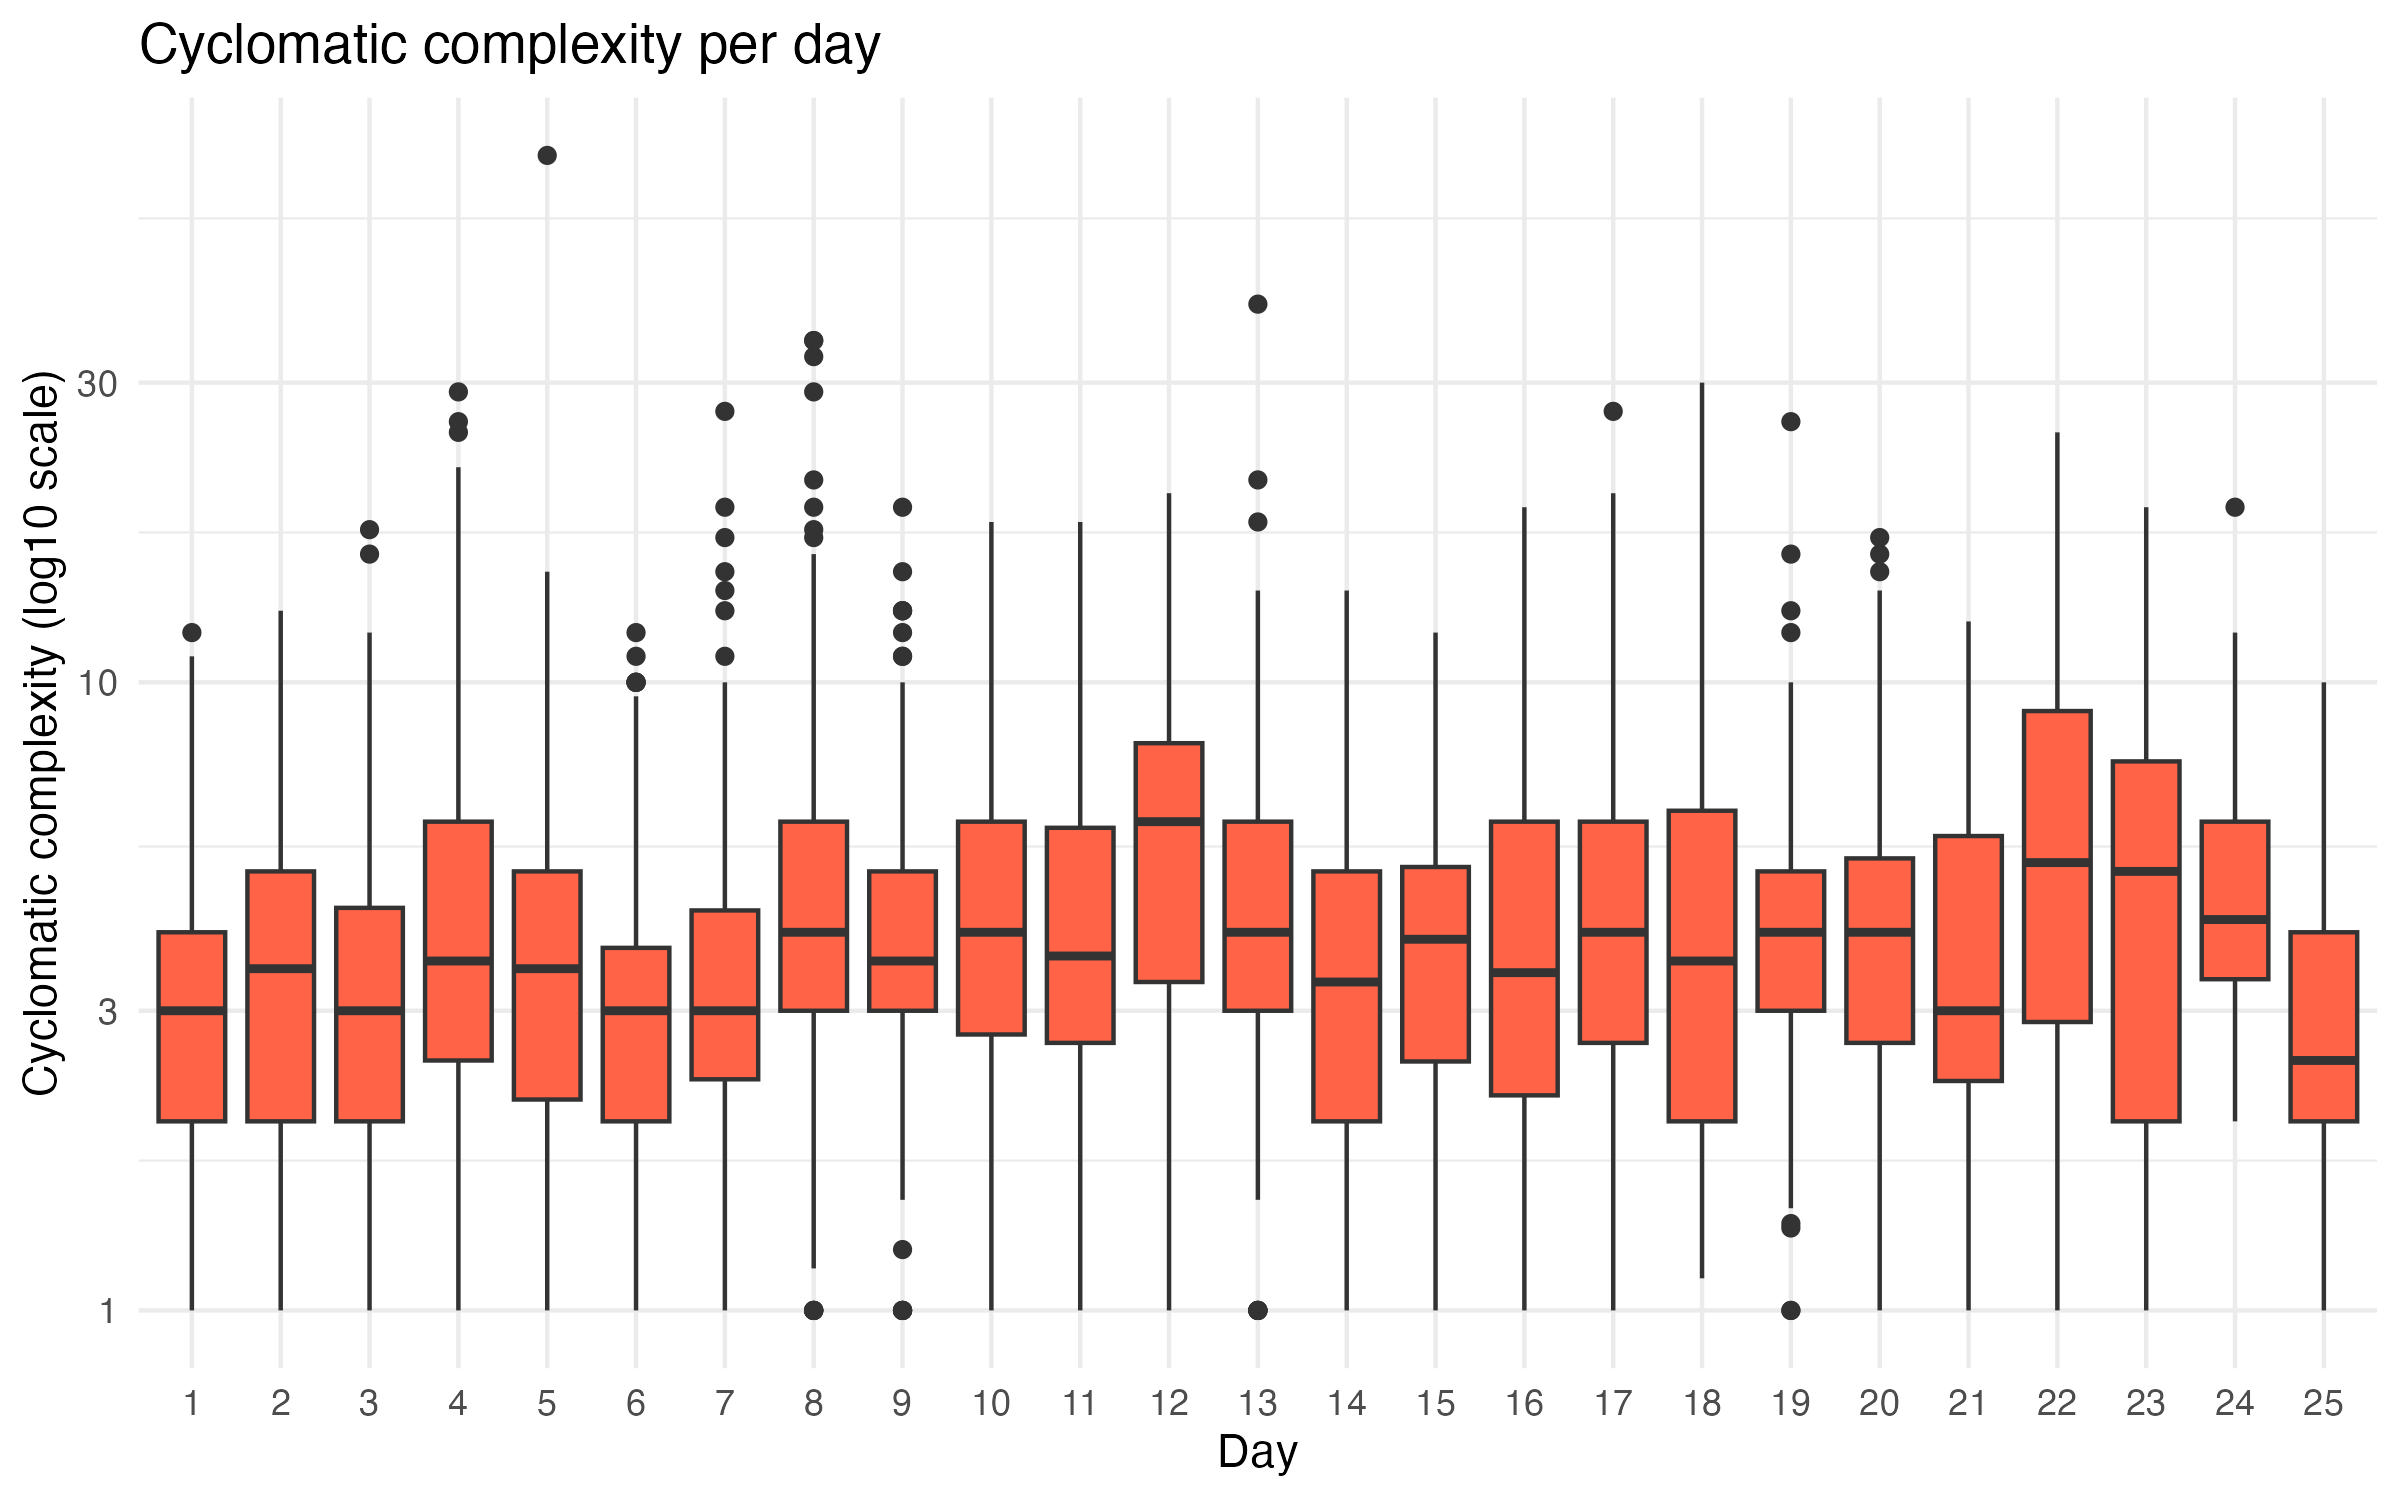 Cyclomatic complexity per day
Cyclomatic complexity (log10 scale)
30
10
3
1
1 2 3 4 5 6 7 8 9 10 11 12 13 14 15 16 17 18 19 20 21 22 23 24 25
Day